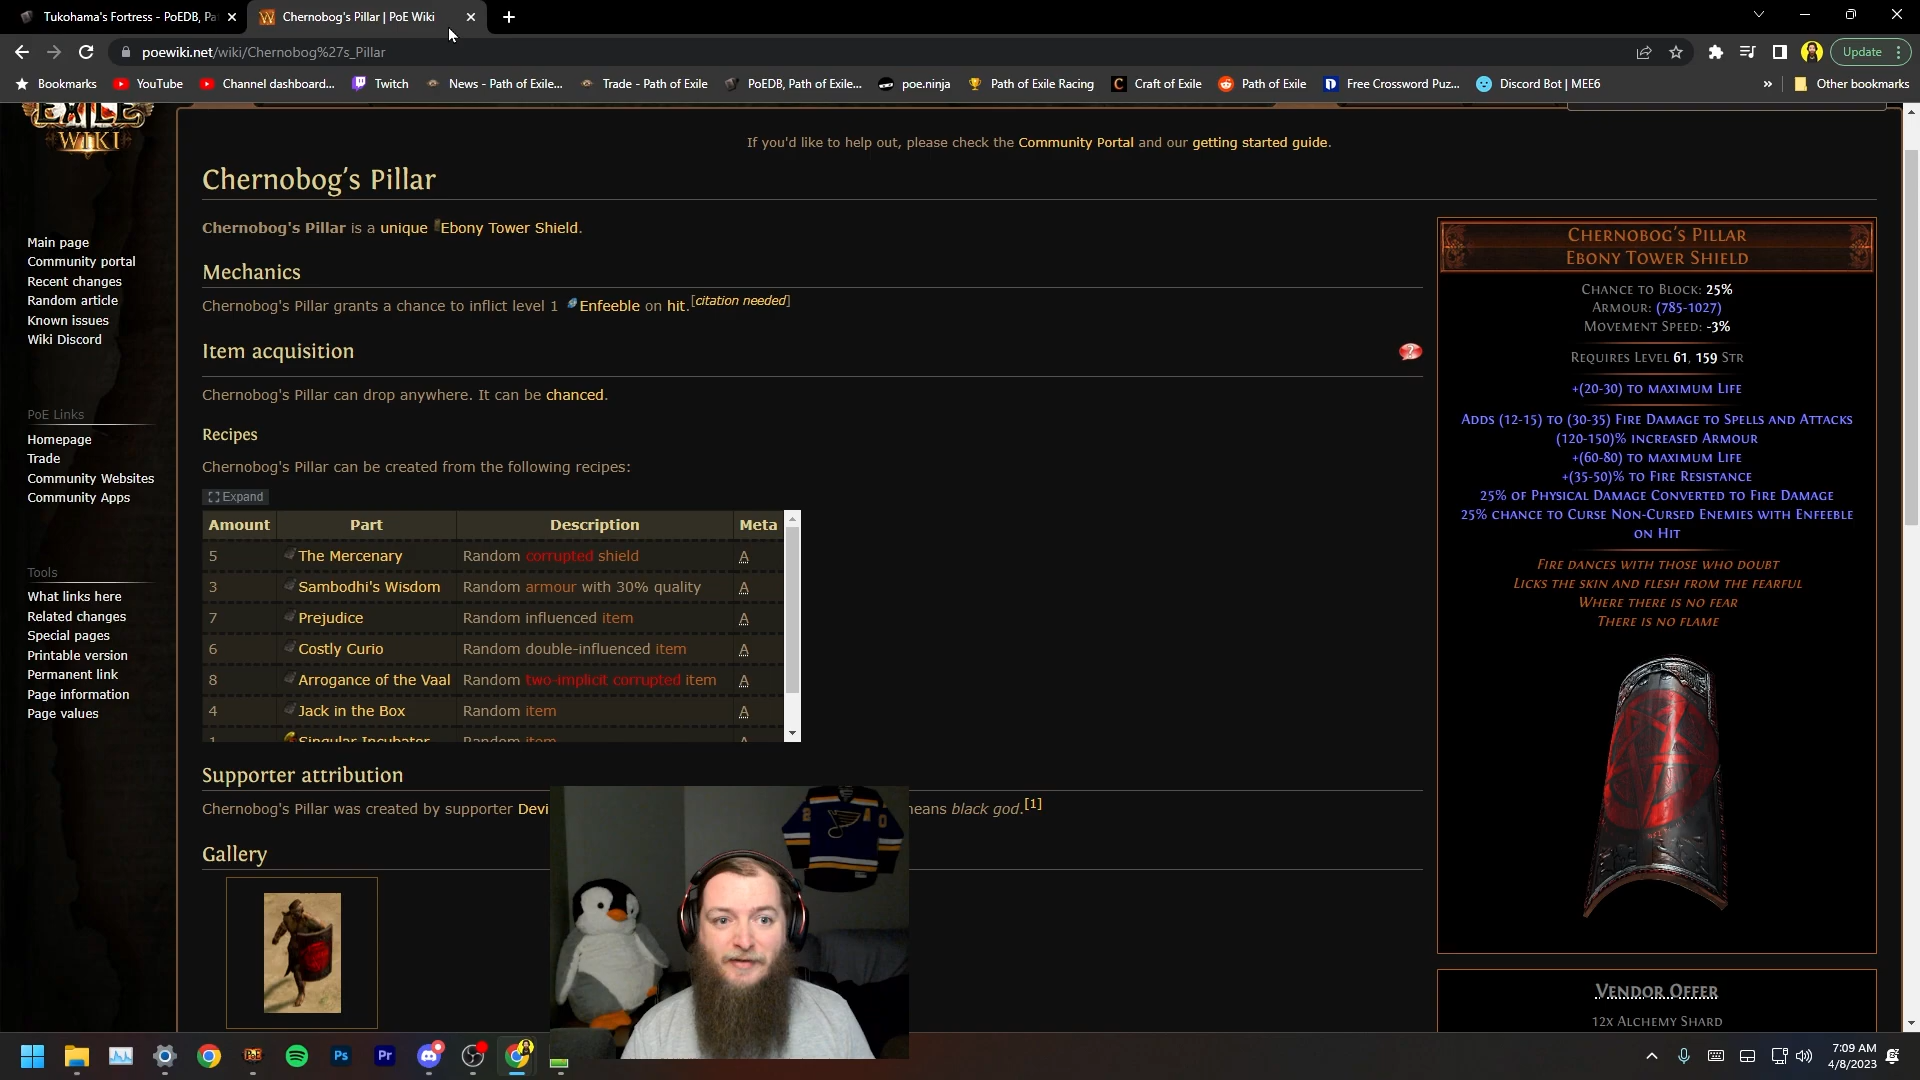 Tukohama's Fortress - PoEDB, Pa
Chernobog's Pillar | PoE Wiki
poewiki.net/wiki/Chernobog%27s_Pillar
Update
Bookmarks
YouTube
Channel dashboard...
Twitch
News - Path of Exile...
Trade - Path of Exile
PoEDB, Path of Exile...
poe.ninja
Path of Exile Racing
Craft of Exile
Path of Exile
Free Crossword Puz...
Discord Bot | MEE6
»
Other bookmarks
EXILE
WIKI
If you'd like to help out, please check the Community Portal and our getting started guide.
Main page
Community portal
Recent changes
Random article
Known issues
Wiki Discord
PoE Links
Homepage
Trade
Community Websites
Community Apps
Tools
What links here
Related changes
Special pages
Printable version
Permanent link
Page information
Page values
Chernobog's Pillar
Chernobog's Pillar is a unique Ebony Tower Shield.
Mechanics
Chernobog's Pillar grants a chance to inflict level 1 Enfeeble on hit.[citation needed]
Item acquisition
Chernobog's Pillar can drop anywhere. It can be chanced.
Recipes
Chernobog's Pillar can be created from the following recipes:
Expand
Amount Part Description Meta
5 The Mercenary Random corrupted shield A
3 Sambodhi's Wisdom Random armour with 30% quality A
7 Prejudice Random influenced item A
6 Costly Curio Random double-influenced item A
8 Arrogance of the Vaal Random two-implicit corrupted item A
4 Jack in the Box Random item A
1 Singular Incubator Random item A
Supporter attribution
Chernobog's Pillar was created by supporter Devi
means black god.[1]
Gallery
Chernobog's Pillar
Ebony Tower Shield
Chance to Block: 25%
Armour: (785-1027)
Movement Speed: -3%
Requires Level 61, 159 Str
+(20-30) to maximum Life
Adds (12-15) to (30-35) Fire Damage to Spells and Attacks
(120-150)% increased Armour
+(60-80) to maximum Life
+(35-50)% to Fire Resistance
25% of Physical Damage Converted to Fire Damage
25% chance to Curse Non-Cursed Enemies with Enfeeble
on Hit
Fire dances with those who doubt
Licks the skin and flesh from the fearful
Where there is no fear
There is no flame
Vendor Offer
12x Alchemy Shard
7:09 AM
4/8/2023